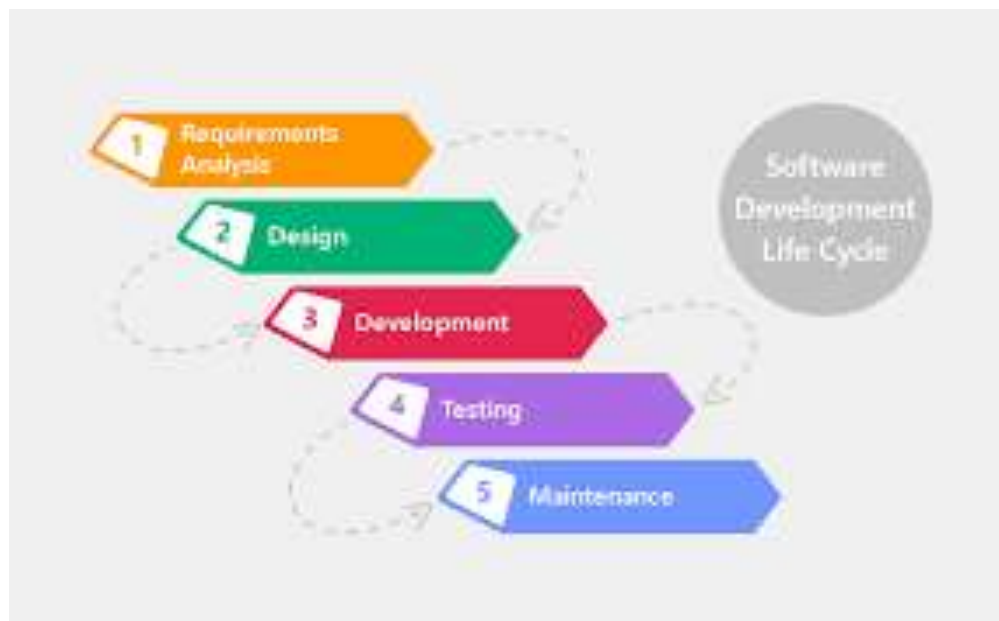 1
Requirements
Analysis
2
Design
3
Development
4
Testing
5
Maintenance
Software
Development
Life Cycle